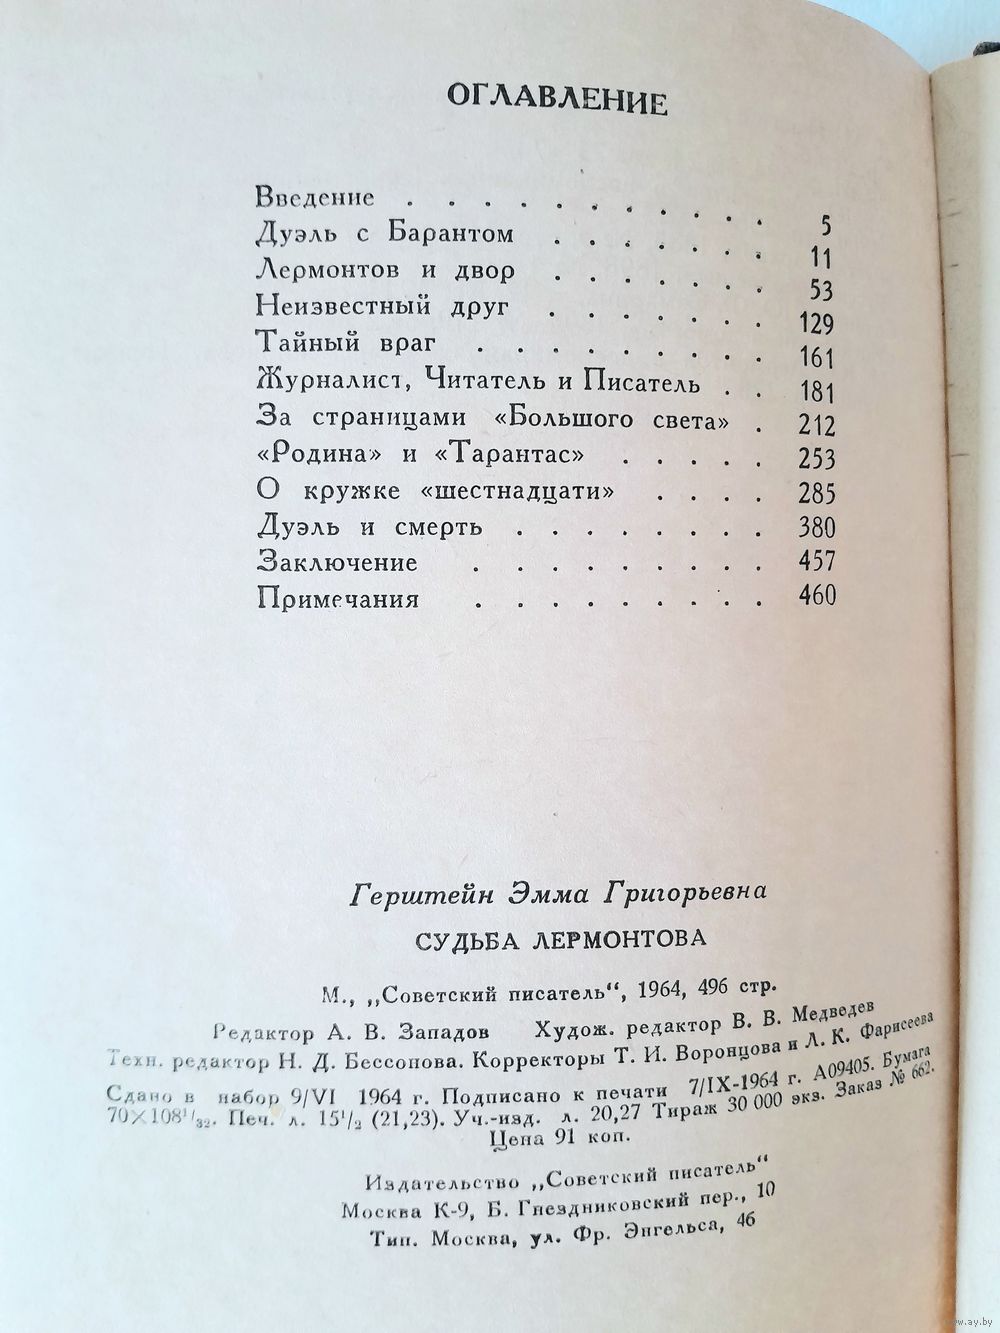 ОГЛАВЛЕНИЕ
Введение . . . . . . . . . . 5
Дуэль с Барантом . . . . . . 11
Лермонтов и двор . . . . . . 53
Неизвестный друг . . . . . . 129
Тайный враг . . . . . . . . 161
Журналист, Читатель и Писатель . . 181
За страницами «Большого света» . 212
«Родина» и «Тарантас» . . . . 253
О кружке «шестнадцати» . . . . 285
Дуэль и смерть . . . . . . . 380
Заключение . . . . . . . . 457
Примечания . . . . . . . . 460
Герштейн Эмма Григорьевна
СУДЬБА ЛЕРМОНТОВА
М., „Советский писатель“, 1964, 496 стр.
Редактор А. В. Западов Худож. редактор В. В. Медведев
Техн. редактор Н. Д. Бессопова. Корректоры Т. И. Воронцова и Л. К. Фарисеева
Сдано в набор 9/VI 1964 г. Подписано к печати 7/IX-1964 г. А09405. Бумага
70×108¹/₃₂. Печ. л. 15¹/₂ (21,23). Уч.-изд. л. 20,27 Тираж 30 000 экз. Заказ № 662.
Цена 91 коп.
Издательство „Советский писатель“
Москва К-9, Б. Гнездниковский пер., 10
Тип. Москва, ул. Фр. Энгельса, 46
www.ay.by